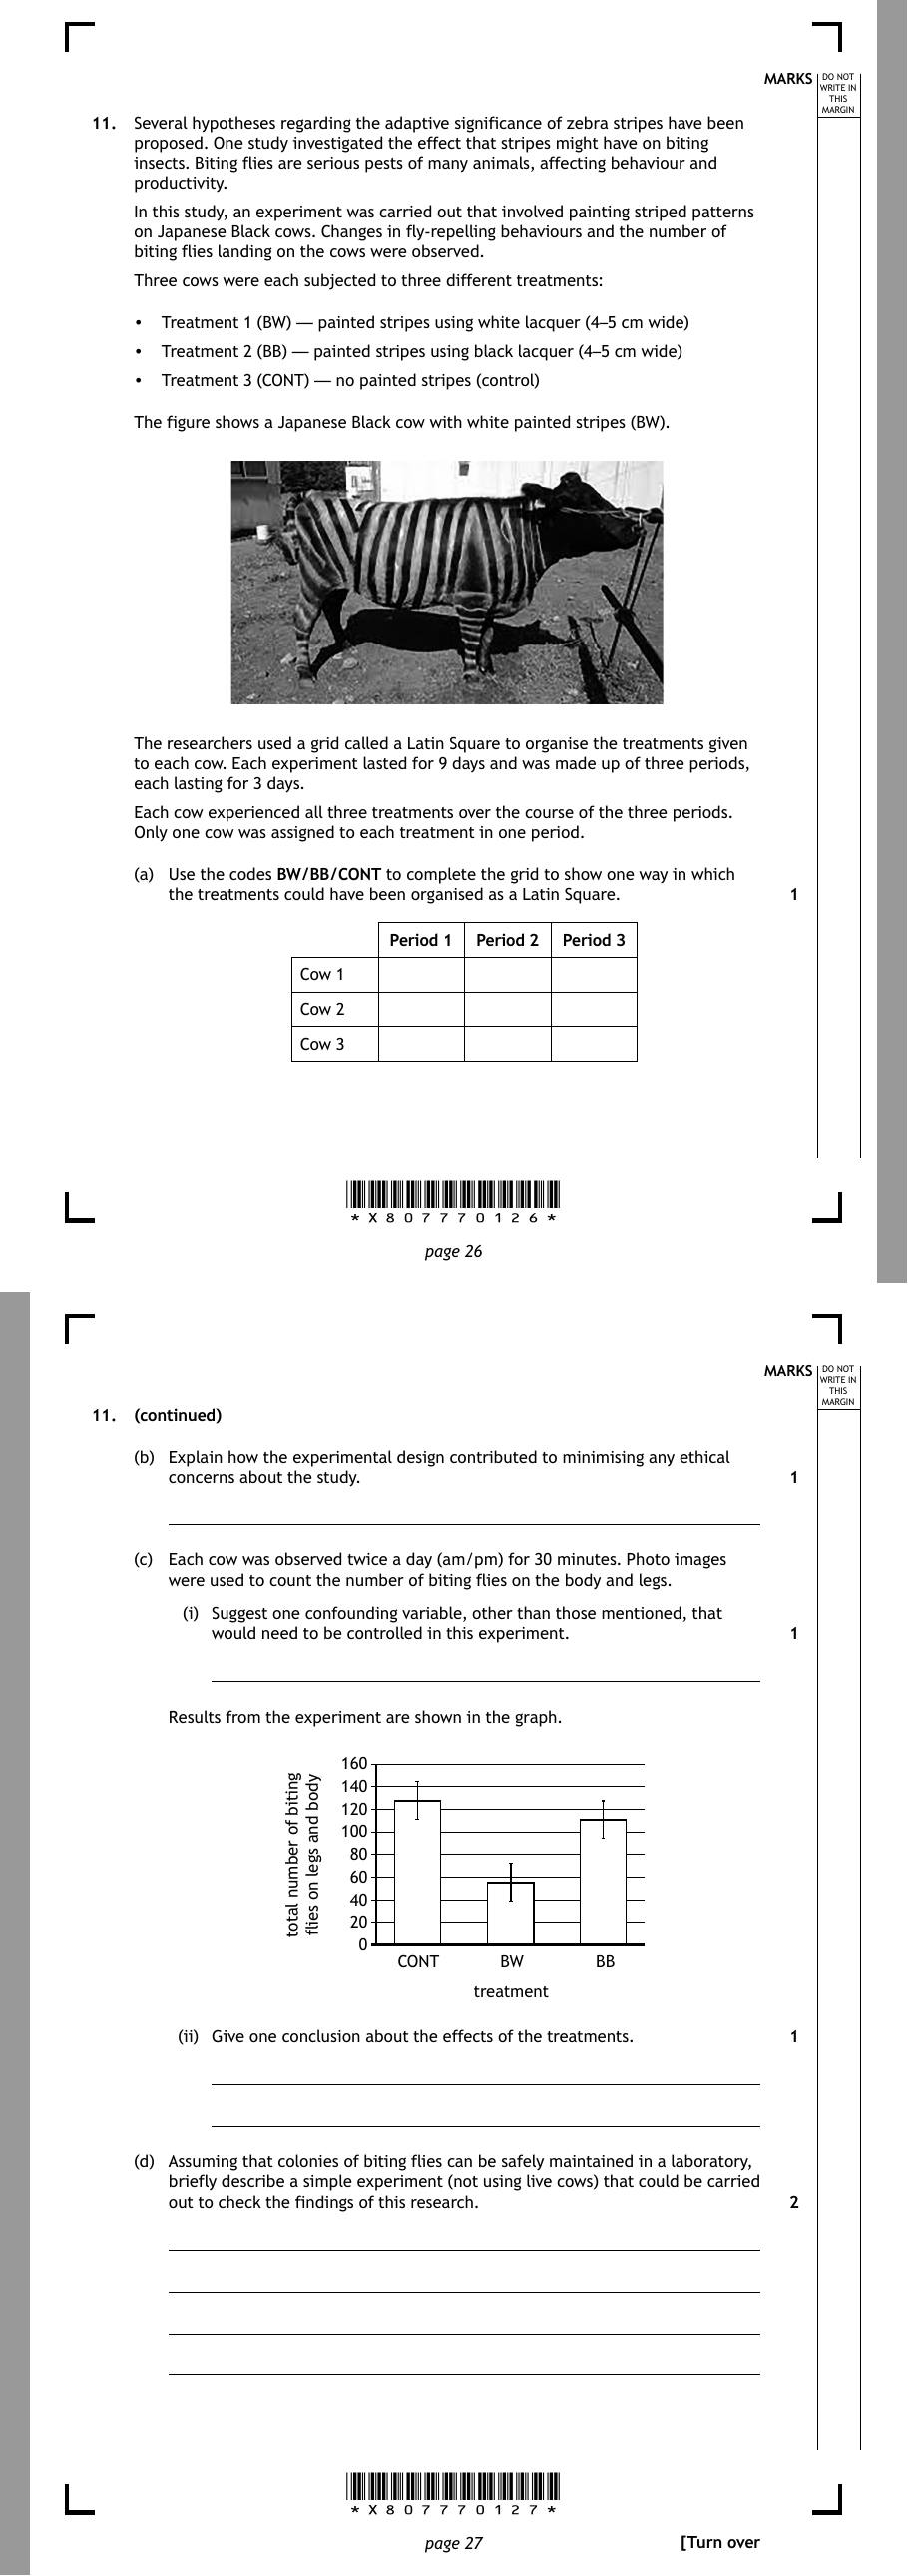 MARKS
DO NOT
WRITE IN
THIS
MARGIN
11. Several hypotheses regarding the adaptive significance of zebra stripes have been
proposed. One study investigated the effect that stripes might have on biting
insects. Biting flies are serious pests of many animals, affecting behaviour and
productivity.
In this study, an experiment was carried out that involved painting striped patterns
on Japanese Black cows. Changes in fly-repelling behaviours and the number of
biting flies landing on the cows were observed.
Three cows were each subjected to three different treatments:
• Treatment 1 (BW) — painted stripes using white lacquer (4–5 cm wide)
• Treatment 2 (BB) — painted stripes using black lacquer (4–5 cm wide)
• Treatment 3 (CONT) — no painted stripes (control)
The figure shows a Japanese Black cow with white painted stripes (BW).
The researchers used a grid called a Latin Square to organise the treatments given
to each cow. Each experiment lasted for 9 days and was made up of three periods,
each lasting for 3 days.
Each cow experienced all three treatments over the course of the three periods.
Only one cow was assigned to each treatment in one period.
(a) Use the codes BW/BB/CONT to complete the grid to show one way in which
the treatments could have been organised as a Latin Square. 1
Period 1 Period 2 Period 3
Cow 1
Cow 2
Cow 3
* X 8 0 7 7 7 0 1 2 6 *
page 26
MARKS
DO NOT
WRITE IN
THIS
MARGIN
11. (continued)
(b) Explain how the experimental design contributed to minimising any ethical
concerns about the study. 1
(c) Each cow was observed twice a day (am/pm) for 30 minutes. Photo images
were used to count the number of biting flies on the body and legs.
(i) Suggest one confounding variable, other than those mentioned, that
would need to be controlled in this experiment. 1
Results from the experiment are shown in the graph.
total number of biting
flies on legs and body
160
140
120
100
80
60
40
20
0
CONT BW BB
treatment
(ii) Give one conclusion about the effects of the treatments. 1
(d) Assuming that colonies of biting flies can be safely maintained in a laboratory,
briefly describe a simple experiment (not using live cows) that could be carried
out to check the findings of this research. 2
* X 8 0 7 7 7 0 1 2 7 *
page 27
[Turn over